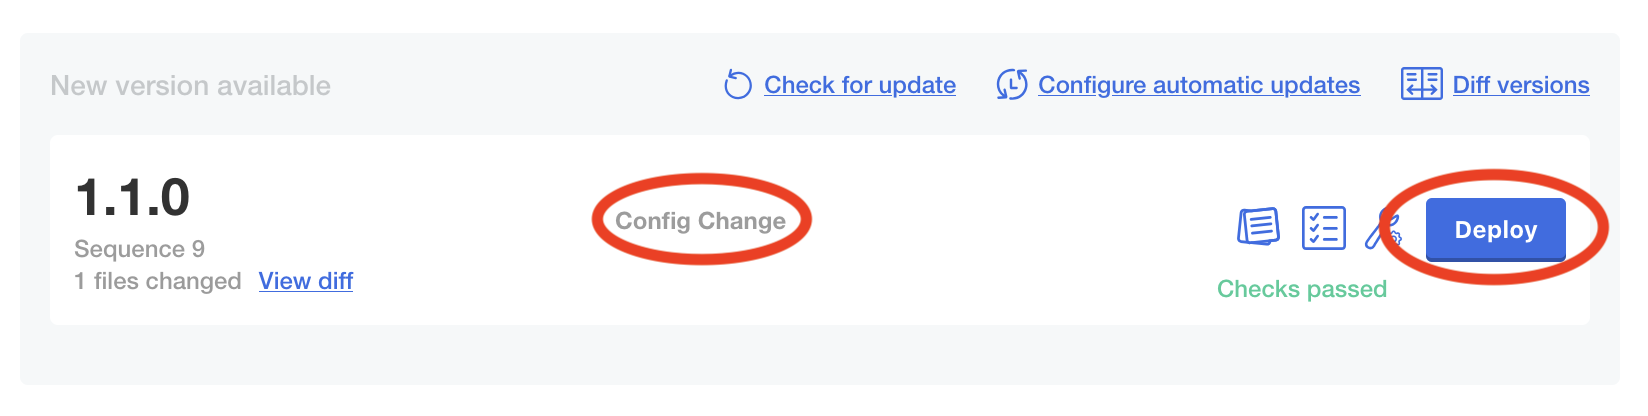 New version available
Check for update
Configure automatic updates
Diff versions
1.1.0
Config Change
Deploy
Sequence 9
1 files changed View diff
Checks passed